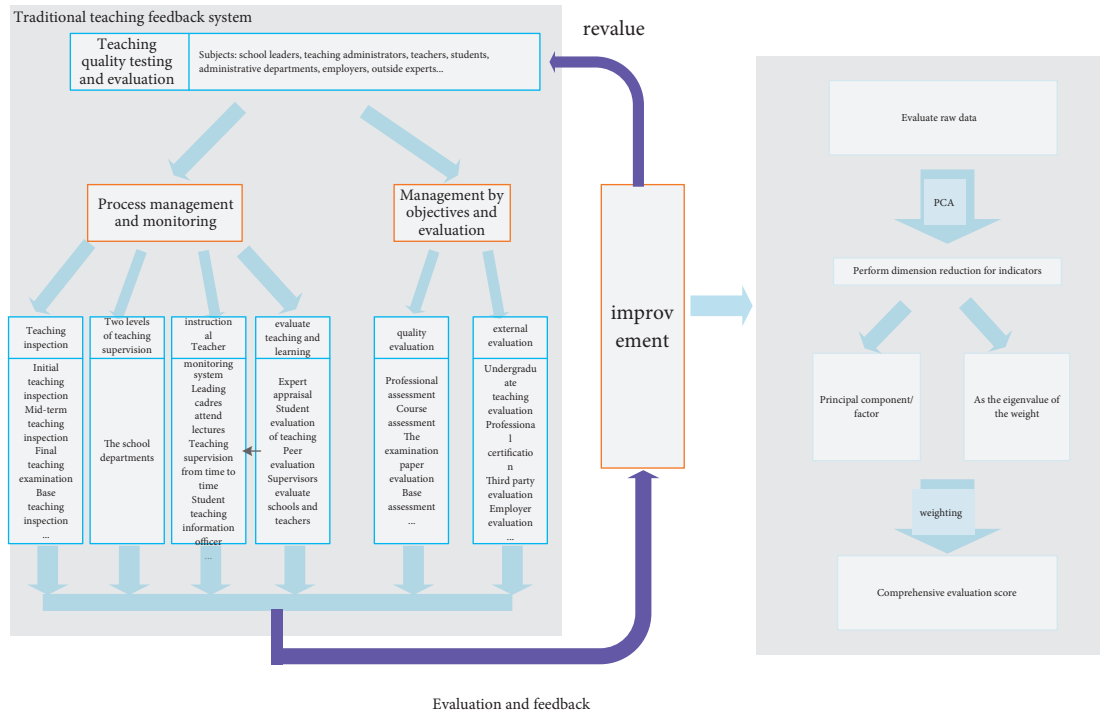 Traditional teaching feedback system
Teaching
quality testing
and evaluation
Subjects: school leaders, teaching administrators, teachers, students,
administrative departments, employers, outside experts...
revalue
Process management
and monitoring
Management by
objectives and
evaluation
Teaching
inspection
Initial
teaching
inspection
Mid-term
teaching
inspection
Final
teaching
examination
Base
teaching
inspection
...
Two levels
of teaching
supervision
The school
departments
instruction
al
Teacher
monitoring
system
Leading
cadres
attend
lectures
Teaching
supervision
from time to
time
Student
teaching
information
officer
...
evaluate
teaching and
learning
Expert
appraisal
Student
evaluation
of teaching
Peer
evaluation
Supervisors
evaluate
schools and
teachers
quality
evaluation
Professional
assessment
Course
assessment
The
examination
paper
evaluation
Base
assessment
...
external
evaluation
Undergradu
ate
teaching
evaluation
Professiona
l
certificatio
n
Third party
evaluation
Employer
evaluation
...
improv
ement
Evaluation and feedback
Evaluate raw data
PCA
Perform dimension reduction for indicators
Principal component/
factor
As the eigenvalue of
the weight
weighting
Comprehensive evaluation score